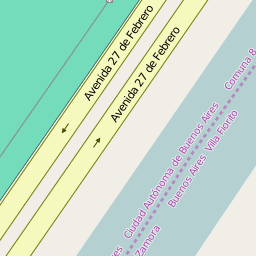 Avenida 27 de Febrero
Avenida 27 de Febrero
Comuna 8
Ciudad Autónoma de Buenos Aires
Buenos Aires
Villa Fiorito
es
Zamora